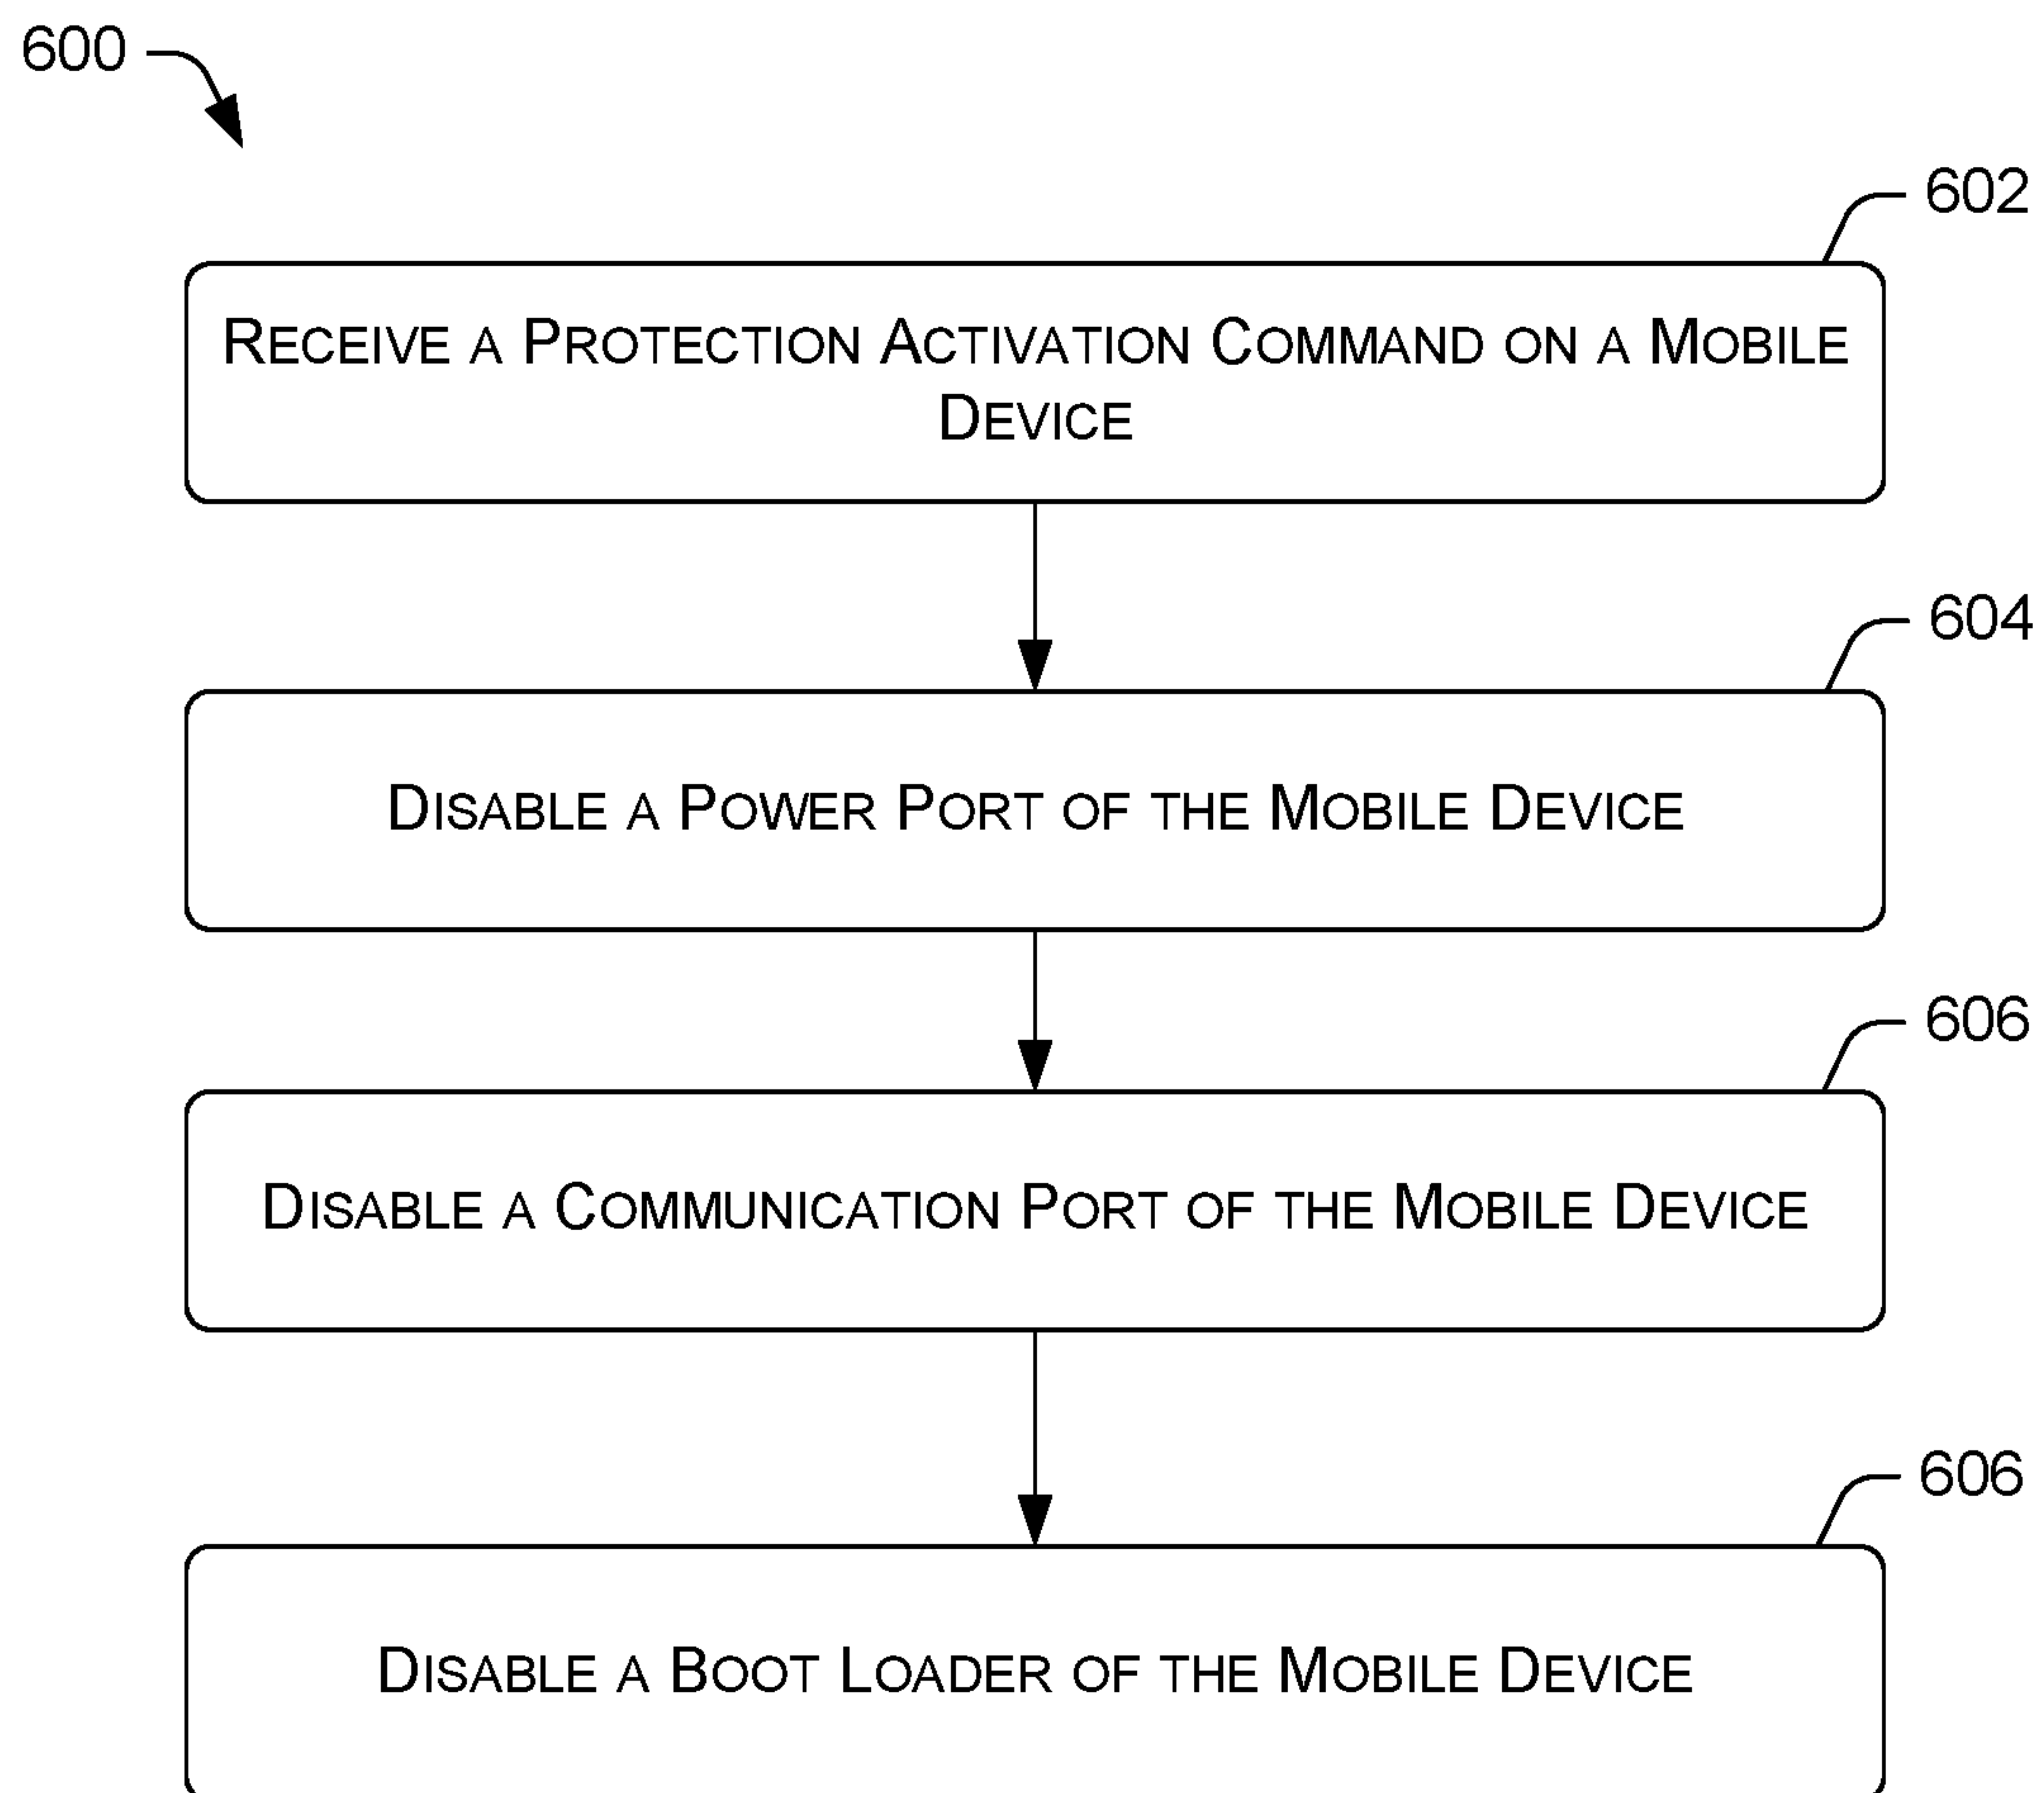 600
602
RECEIVE A PROTECTION ACTIVATION COMMAND ON A MOBILE
DEVICE
604
DISABLE A POWER PORT OF THE MOBILE DEVICE
606
DISABLE A COMMUNICATION PORT OF THE MOBILE DEVICE
606
DISABLE A BOOT LOADER OF THE MOBILE DEVICE